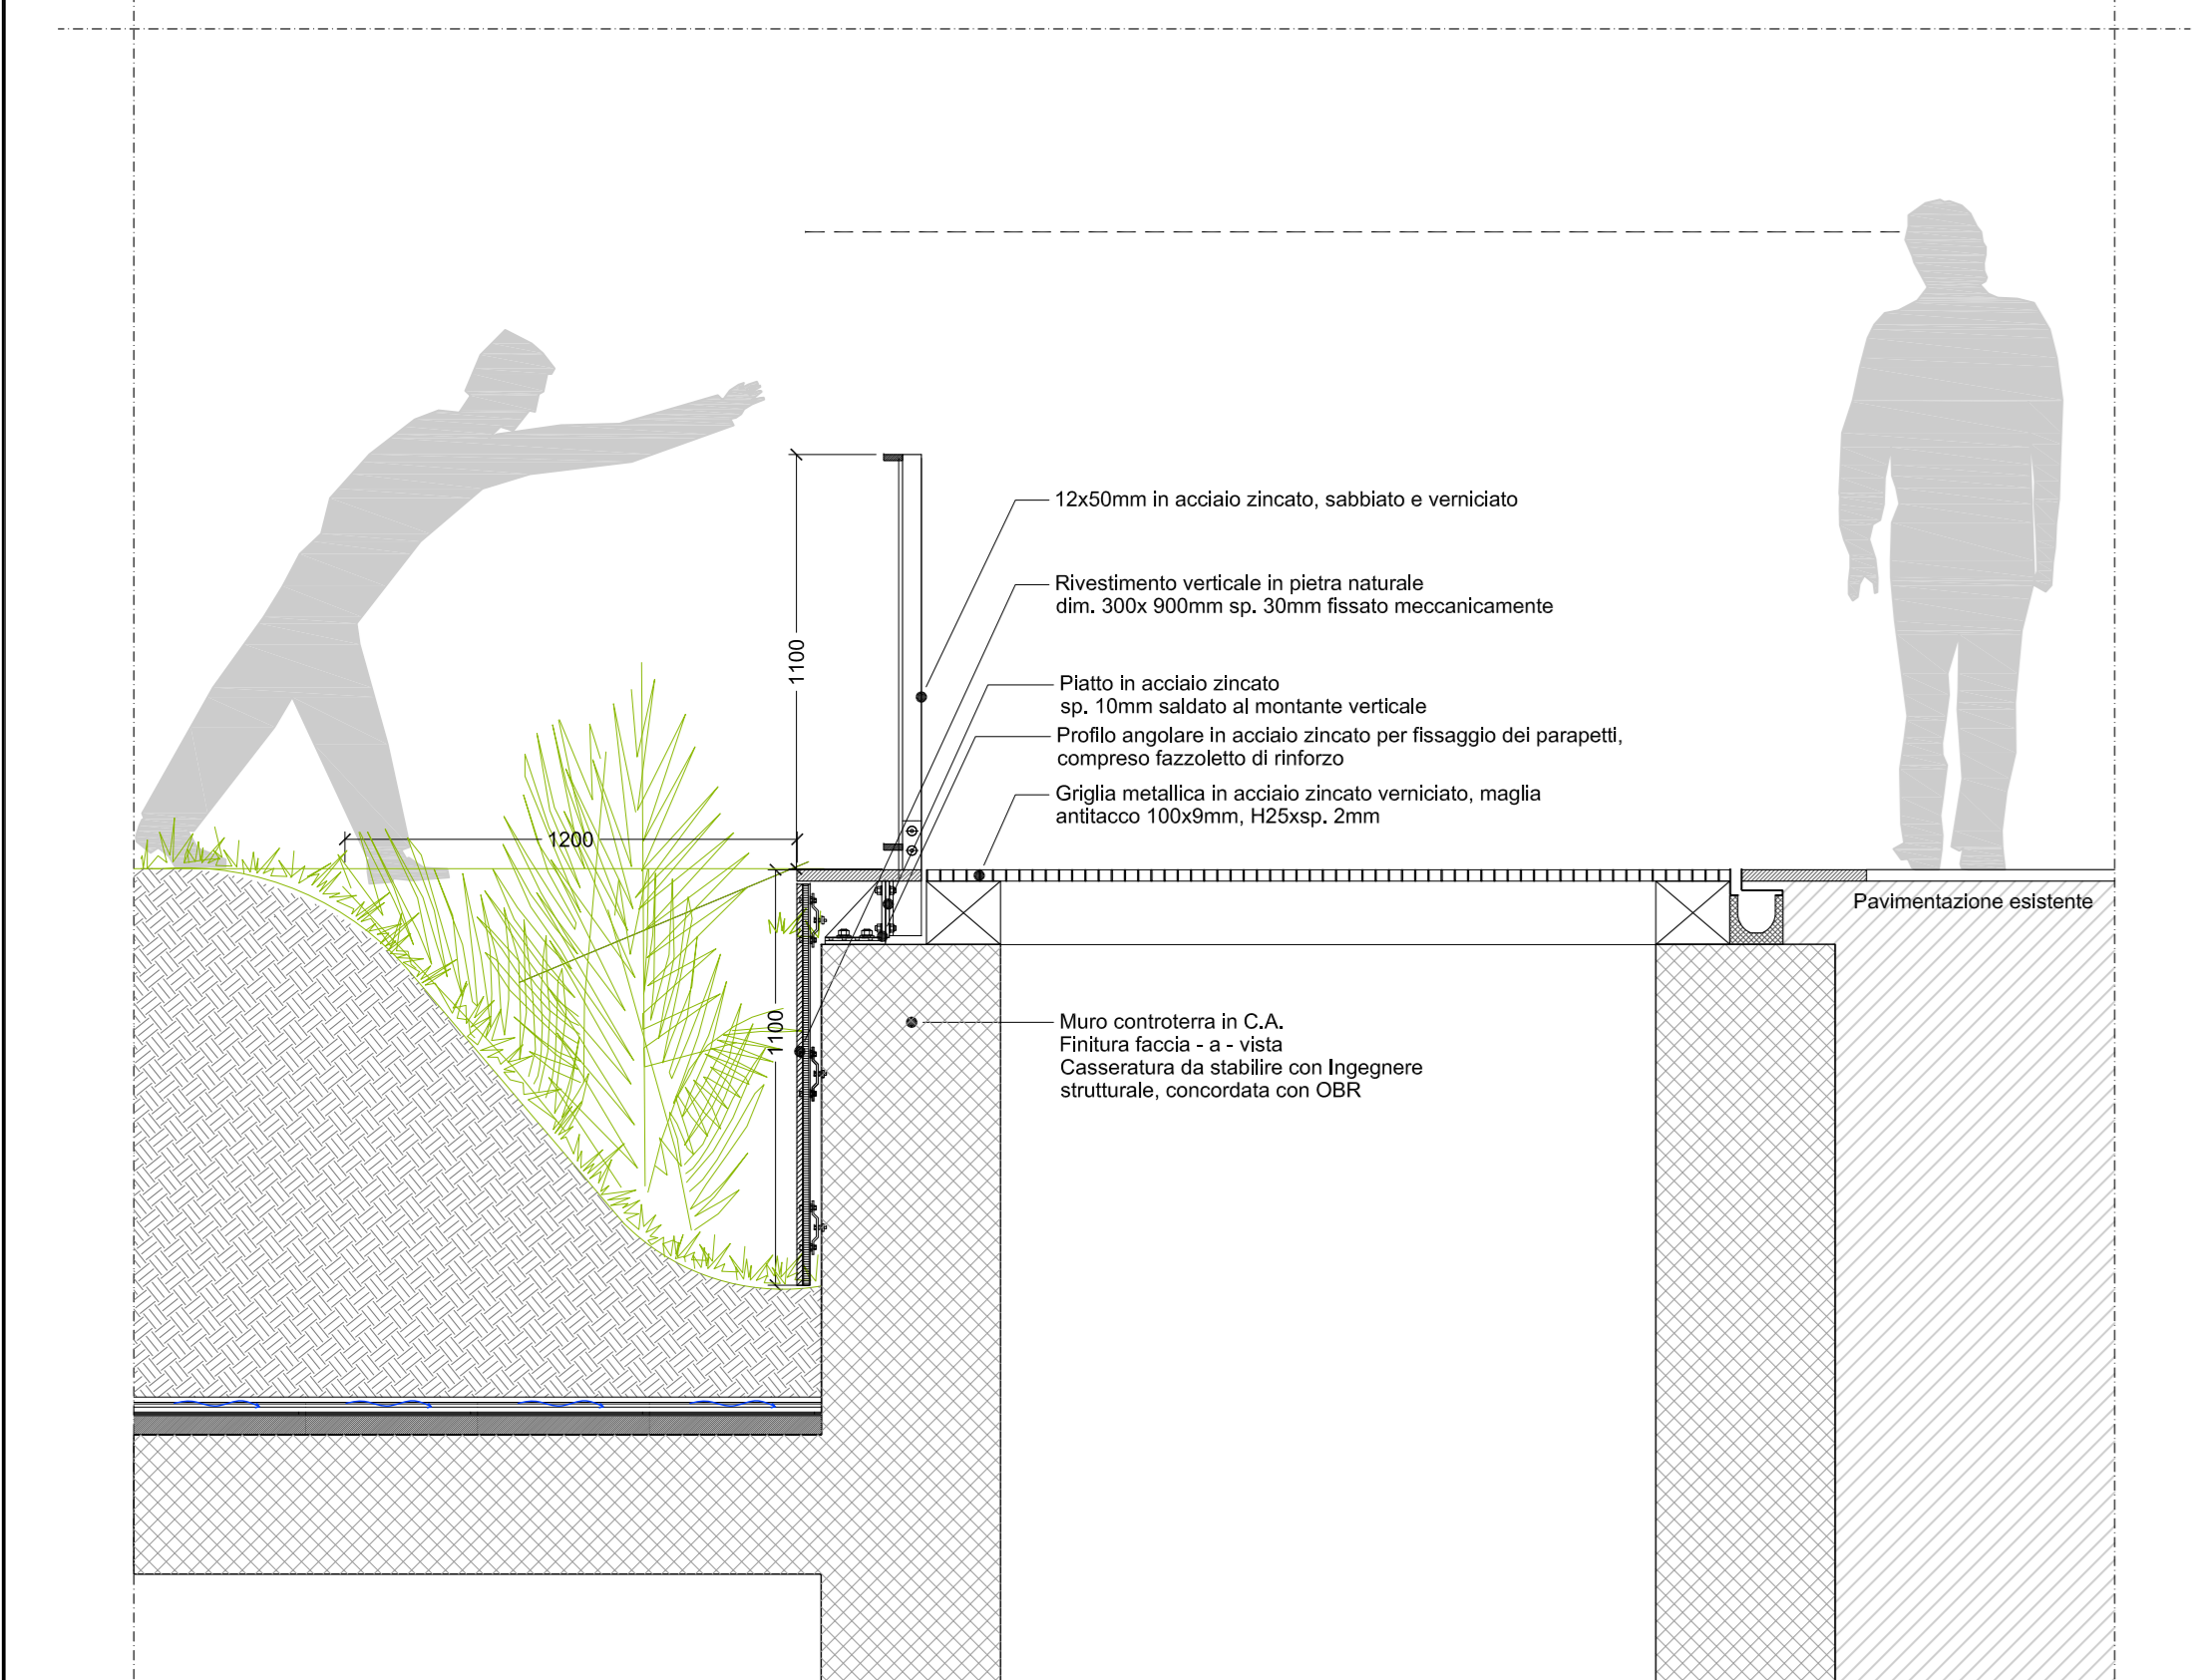 12x50mm in acciaio zincato, sabbiato e verniciato
Rivestimento verticale in pietra naturale
dim. 300x 900mm sp. 30mm fissato meccanicamente
1100
Piatto in acciaio zincato
sp. 10mm saldato al montante verticale
Profilo angolare in acciaio zincato per fissaggio dei parapetti,
compreso fazzoletto di rinforzo
Griglia metallica in acciaio zincato verniciato, maglia
antitacco 100x9mm, H25xsp. 2mm
1200
Pavimentazione esistente
1100
Muro controterra in C.A.
Finitura faccia - a - vista
Casseratura da stabilire con Ingegnere
strutturale, concordata con OBR